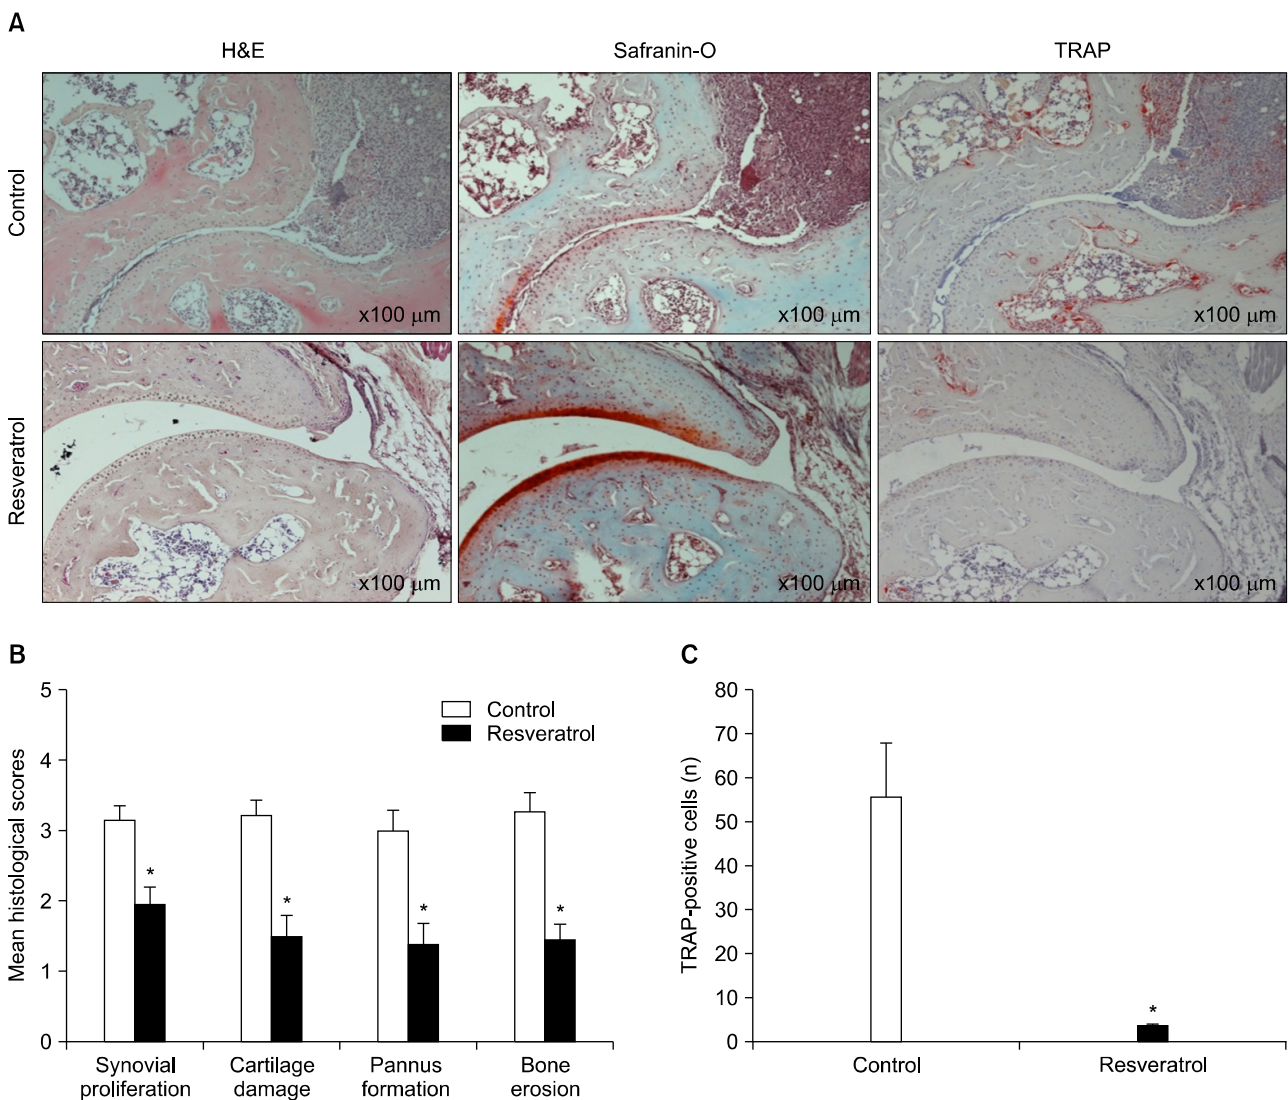 A
H&E
Safranin-O
TRAP
Control
x100 μm
x100 μm
x100 μm
Resveratrol
x100 μm
x100 μm
x100 μm
B
Mean histological scores
5
4
3
2
1
0
Control
Resveratrol
*
*
*
*
Synovial
proliferation
Cartilage
damage
Pannus
formation
Bone
erosion
C
TRAP-positive cells (n)
80
70
60
50
40
30
20
10
0
*
Control
Resveratrol